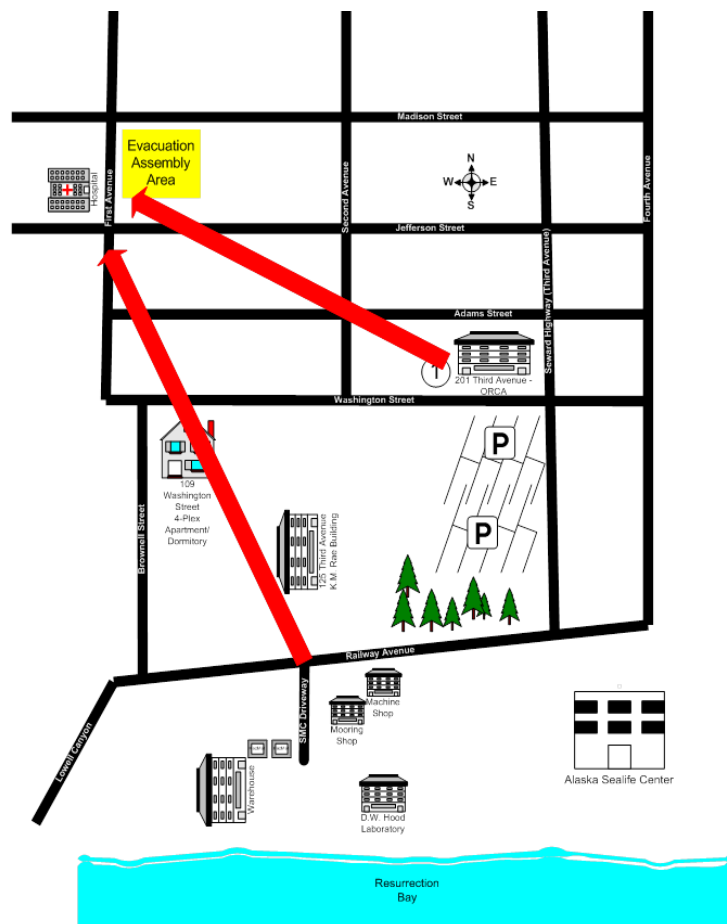 Madison Street
Evacuation
Assembly
Area
Hospital
First Avenue
Second Avenue
N
W E
S
Fourth Avenue
Jefferson Street
Seward Highway (Third Avenue)
Adams Street
1
201 Third Avenue -
ORCA
Washington Street
P
P
109
Washington
Street
4-Plex
Apartment/
Dormitory
Brownell Street
125 Third Avenue
K.M. Rae Building
Railway Avenue
SMC Driveway
Machine
Shop
Mooring
Shop
Lowell Canyon
Warehouse
D.W. Hood
Laboratory
Alaska Sealife Center
Resurrection
Bay